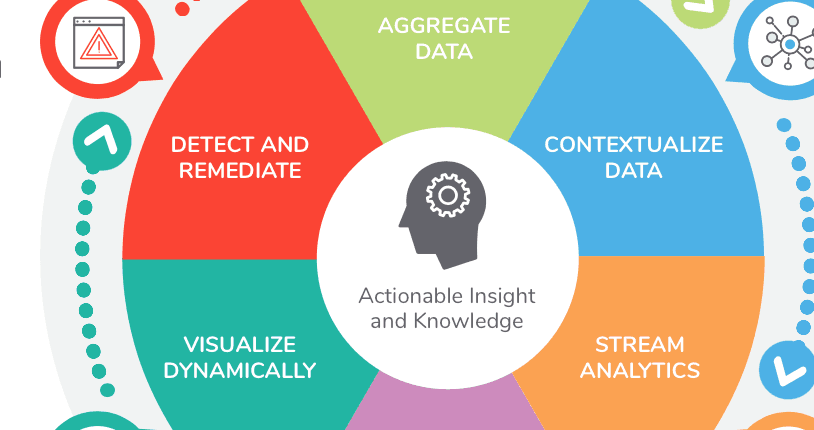 AGGREGATE
DATA
DETECT AND
REMEDIATE
CONTEXTUALIZE
DATA
Actionable Insight
and Knowledge
VISUALIZE
DYNAMICALLY
STREAM
ANALYTICS